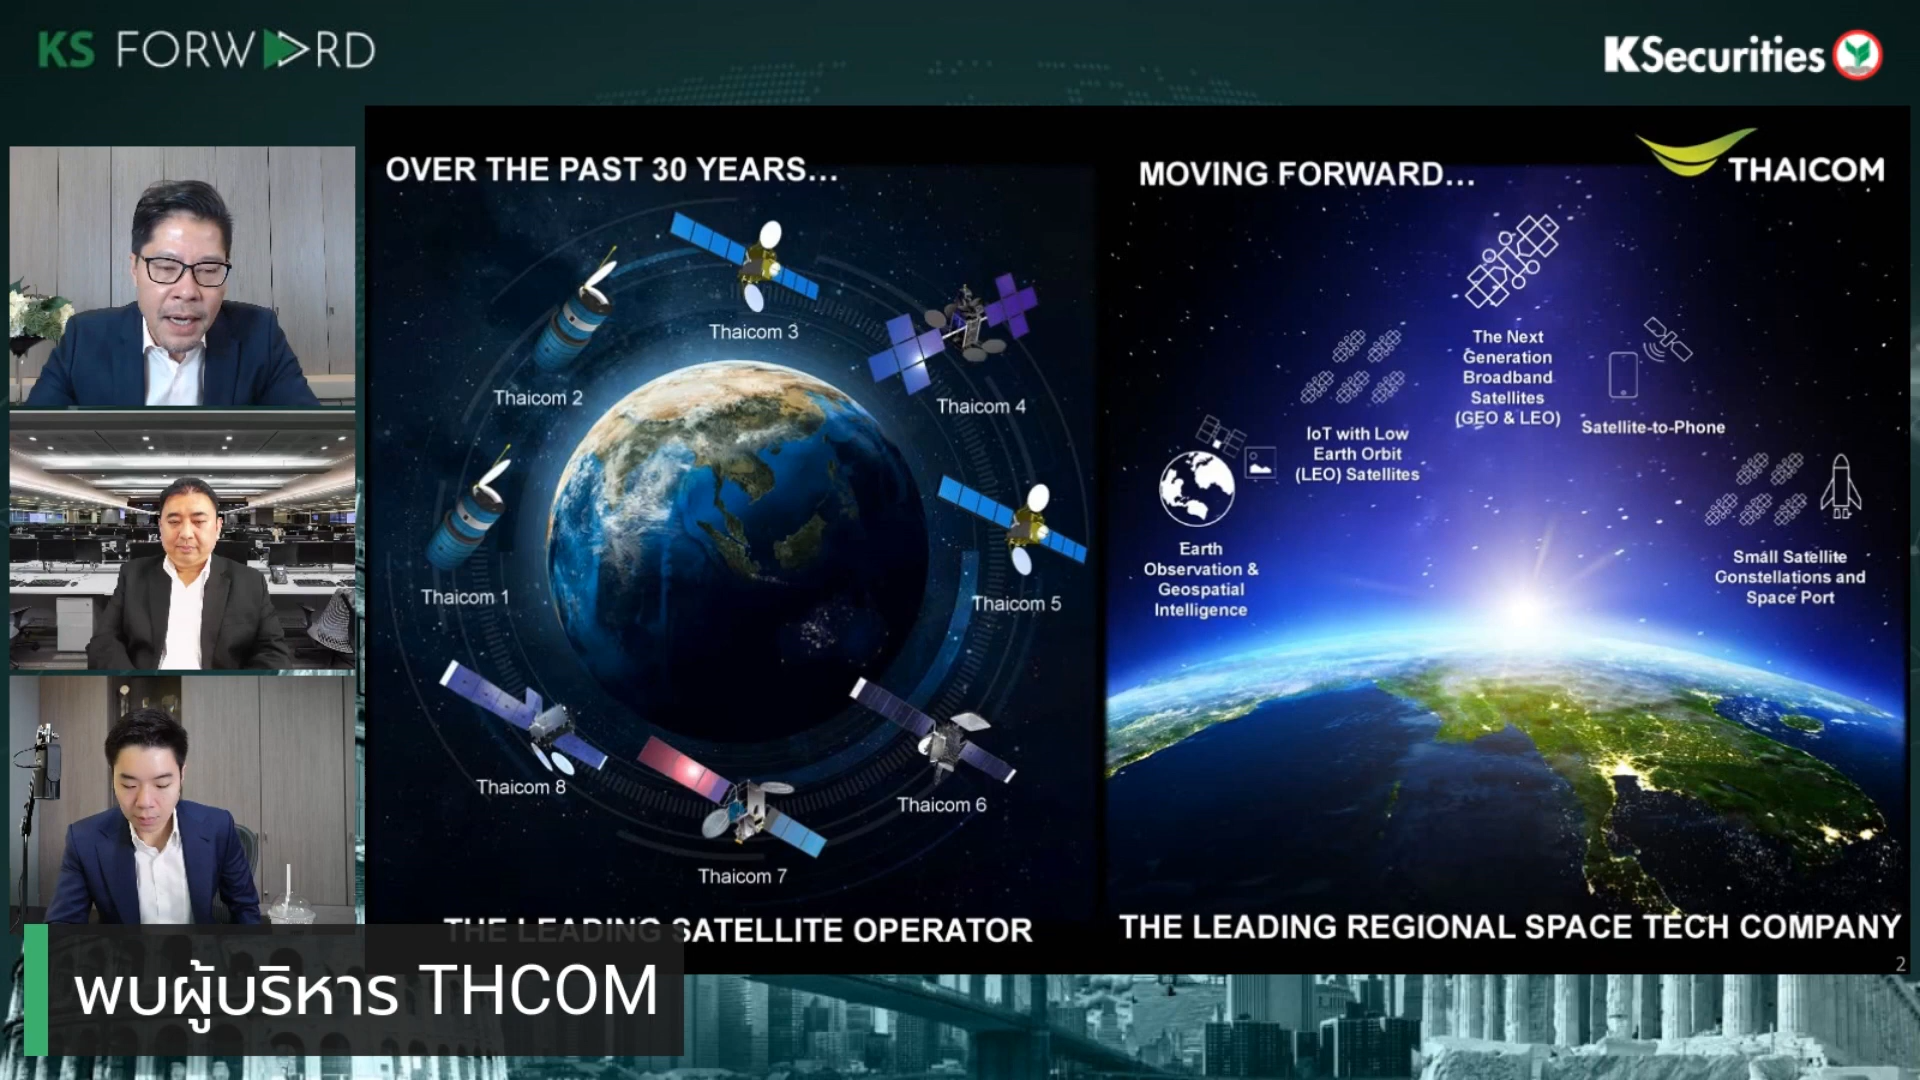 KS FORWARD
KSecurities
OVER THE PAST 30 YEARS...
Thaicom 3
Thaicom 2
Thaicom 4
Thaicom 1
Thaicom 5
Thaicom 8
Thaicom 6
Thaicom 7
THE LEADING SATELLITE OPERATOR
MOVING FORWARD...
THAICOM
The Next
Generation
Broadband
Satellites
(GEO & LEO)
Satellite-to-Phone
IoT with Low
Earth Orbit
(LEO) Satellites
Earth
Observation &
Geospatial
Intelligence
Small Satellite
Constellations and
Space Port
THE LEADING REGIONAL SPACE TECH COMPANY
2
พบผู้บริหาร THCOM